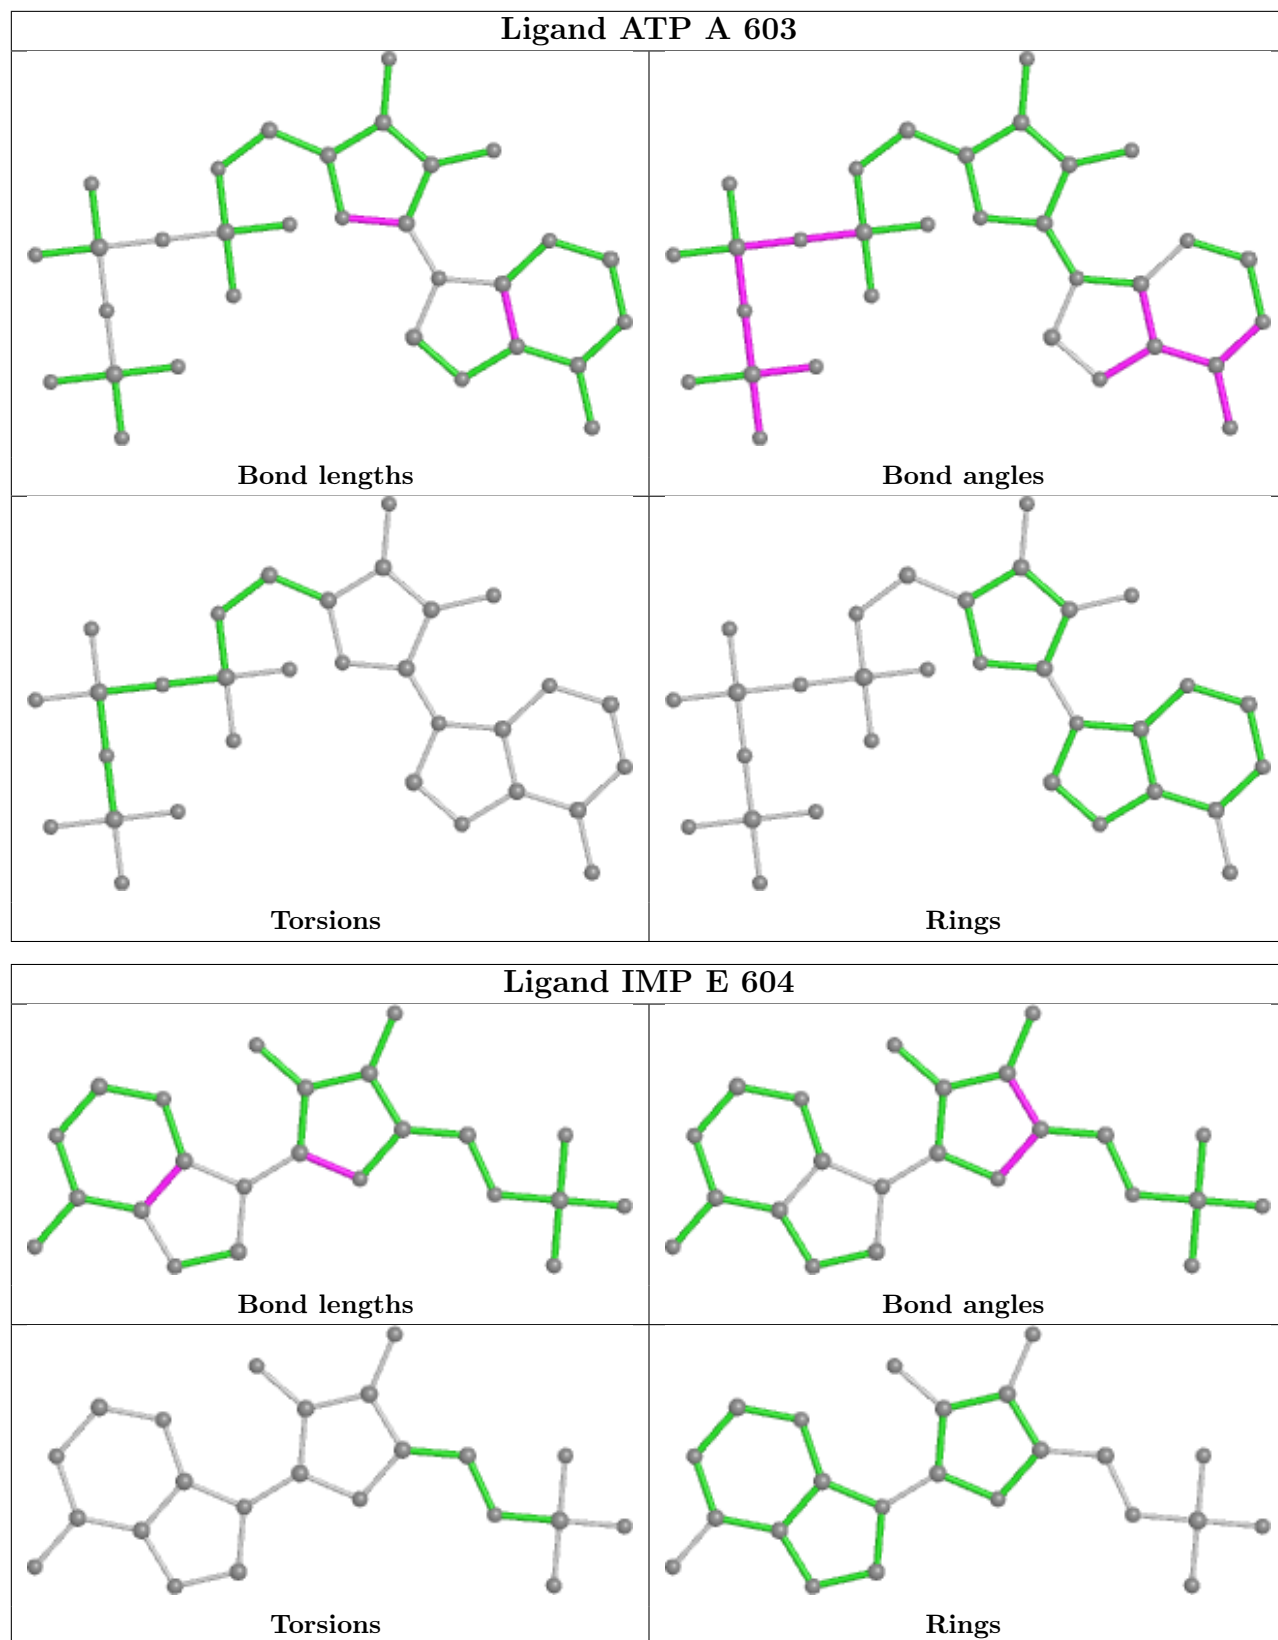 Ligand ATP A 603
Bond lengths
Bond angles
Torsions
Rings
Ligand IMP E 604
Bond lengths
Bond angles
Torsions
Rings